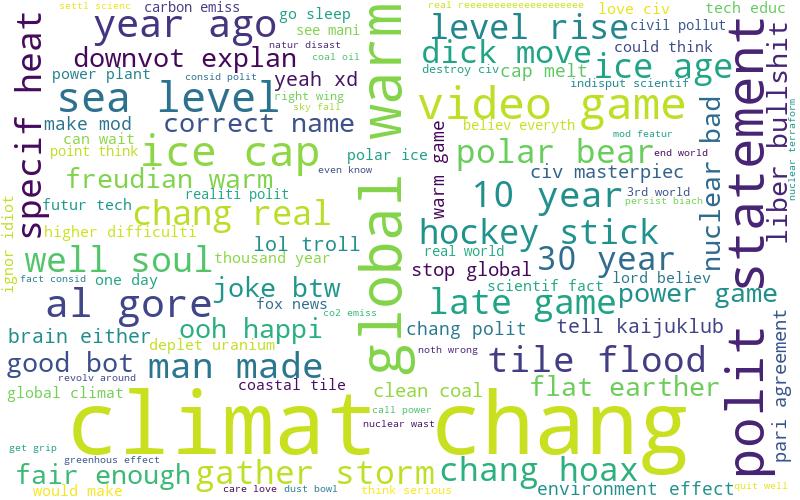 settl scienc
carbon emiss
go sleep
real reeeeeeeeeeeeeeeeeeee
love civ
tech educ
year ago
see mani
level rise
civil pollut
natur disast
downvot explan
coal oil
dick move
could think
power plant
consid polit
yeah xd
destroy civ
cap melt
ice age
sea level
right wing
indisput scientif
sky fall
video game
make mod
correct name
believ everyth
mod featur
can wait
point think
ice cap
polar ice
polar bear
end world
freudian warm
even know
civ masterpiec
realiti polit
10 year
3rd world
futur tech
chang real
persist biach
higher difficulti
hockey stick
well soul
lol troll
real world
thousand year
stop global
30 year
fact consid
one day
lord believ
joke btw
scientif fact
power game
al gore
fox news
late game
co2 emiss
ooh happi
chang polit
tell kaijuklub
brain either
deplet uranium
noth wrong
good bot
man made
tile flood
revolv around
coastal tile
global climat
clean coal
flat earther
climat chang
call power
nuclear wast
get grip
greenhous effect
fair enough
gather storm
chang hoax
would make
care love
dust bowl
think serious
environment effect
quit well
specif heat
ignor idiot
global warm
warm game
nuclear bad
polit statement
liber bullshit
nuclear terraform
pari agreement